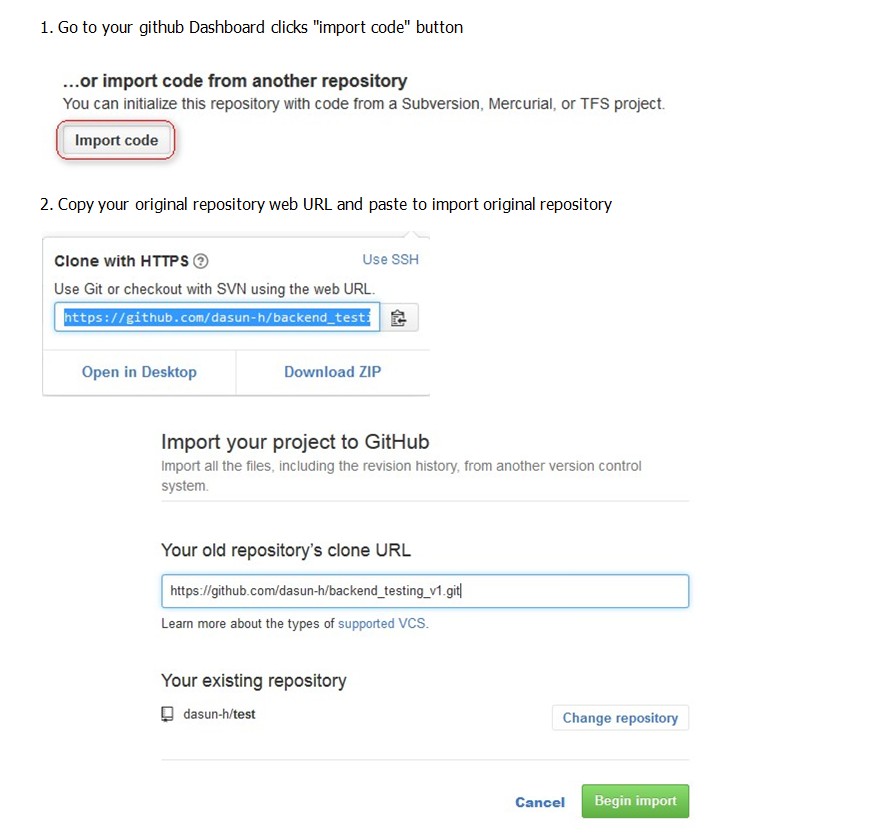 1. Go to your github Dashboard clicks "import code" button
...or import code from another repository
You can initialize this repository with code from a Subversion, Mercurial, or TFS project.
Import code
2. Copy your original repository web URL and paste to import original repository
Clone with HTTPS ?
Use SSH
Use Git or checkout with SVN using the web URL.
https://github.com/dasun-h/backend_testi
Open in Desktop
Download ZIP
Import your project to GitHub
Import all the files, including the revision history, from another version control
system.
Your old repository's clone URL
https://github.com/dasun-h/backend_testing_v1.git
Learn more about the types of supported VCS.
Your existing repository
dasun-h/test
Change repository
Cancel
Begin import